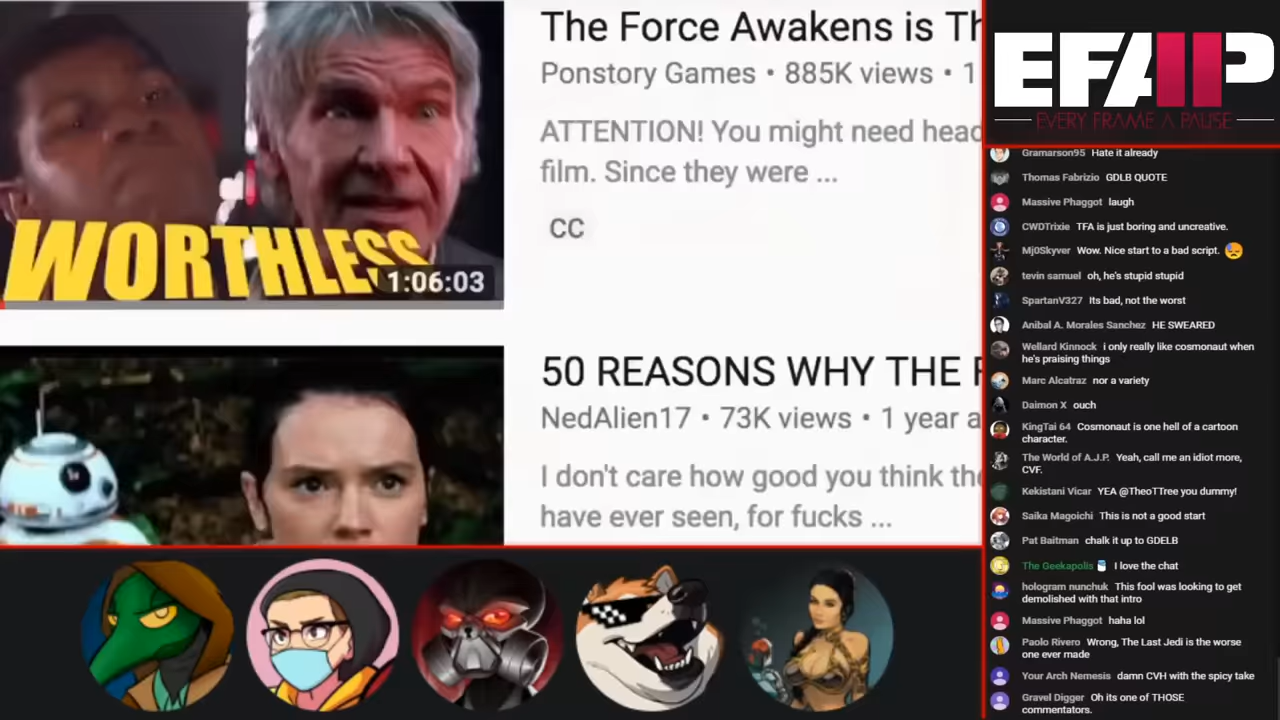 The Force Awakens is Th
Ponstory Games • 885K views • 1
ATTENTION! You might need head
film. Since they were ...
CC
WORTHLESS
1:06:03
50 REASONS WHY THE F
NedAlien17 • 73K views • 1 year a
I don't care how good you think the
have ever seen, for fucks ...
EFAP
EVERY FRAME A PAUSE
Gramarson95 Hate it already
Thomas Fabrizio GDLB QUOTE
Massive Phaggot laugh
CWDTrixie TFA is just boring and uncreative.
Mj0Skyver Wow. Nice start to a bad script. 😓
tevin samuel oh, he's stupid stupid
SpartanV327 Its bad, not the worst
Anibal A. Morales Sanchez HE SWEARED
Wellard Kinnock i only really like cosmonaut when
he's praising things
Marc Alcatraz nor a variety
Daimon X ouch
KingTai 64 Cosmonaut is one hell of a cartoon
character.
The World of A.J.P. Yeah, call me an idiot more,
CVF.
Kekistani Vicar YEA @TheoTTree you dummy!
Saika Magoichi This is not a good start
Pat Baitman chalk it up to GDELB
The Geekapolis I love the chat
hologram nunchuk This fool was looking to get
demolished with that intro
Massive Phaggot haha lol
Paolo Rivero Wrong, The Last Jedi is the worse
one ever made
Your Arch Nemesis damn CVH with the spicy take
Gravel Digger Oh its one of THOSE
commentators.